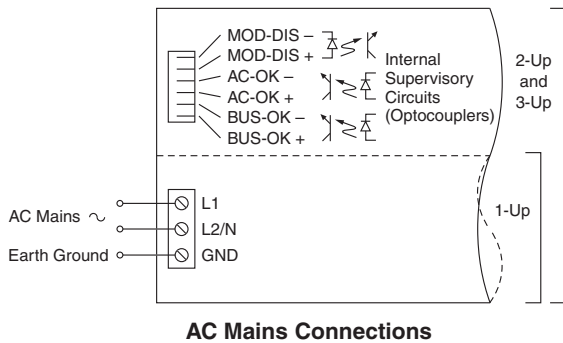 MOD-DIS –
MOD-DIS +
AC-OK –
AC-OK +
BUS-OK –
BUS-OK +
Internal
Supervisory
Circuits
(Optocouplers)
2-Up
and
3-Up
1-Up
AC Mains ~
Earth Ground
L1
L2/N
GND
AC Mains Connections